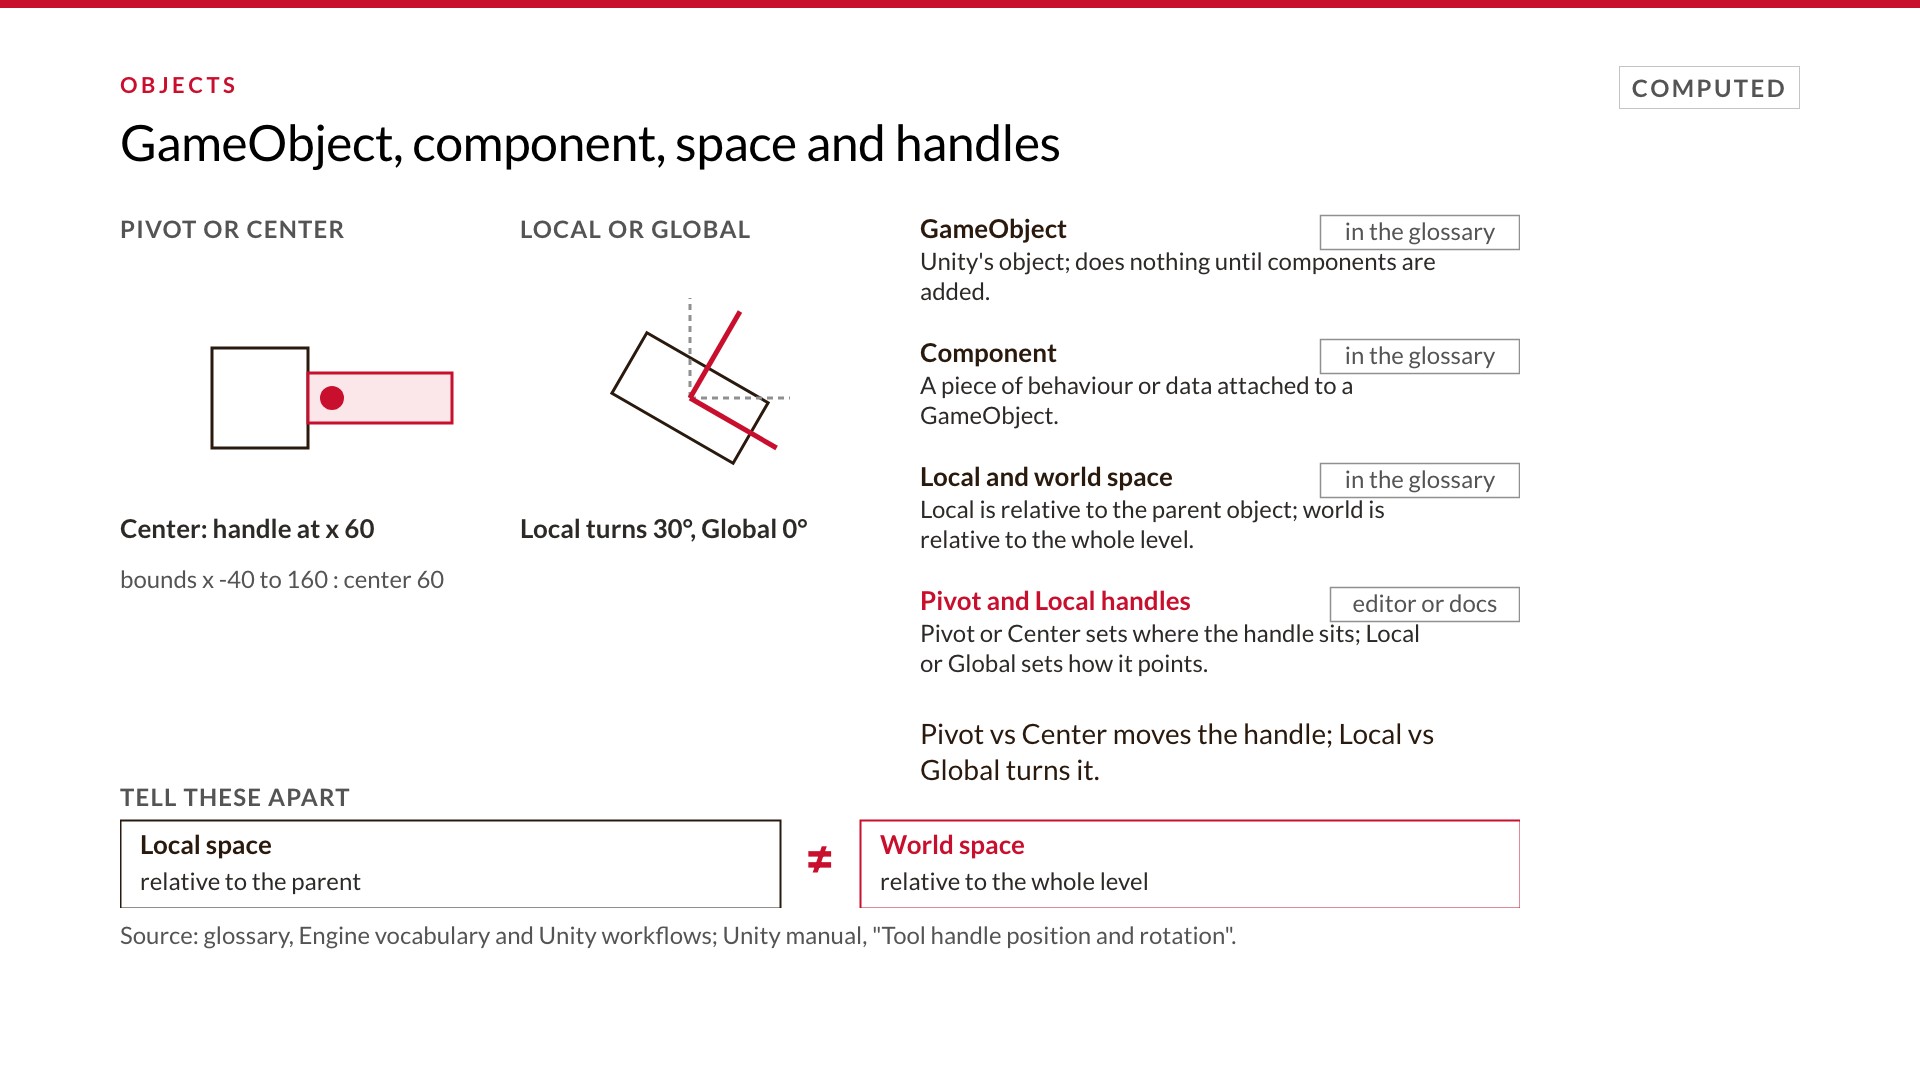 OBJECTS
COMPUTED
GameObject, component, space and handles
PIVOT OR CENTER
Center: handle at x 60
bounds x -40 to 160 : center 60
LOCAL OR GLOBAL
Local turns 30°, Global 0°
GameObject
in the glossary
Unity's object; does nothing until components are
added.
Component
in the glossary
A piece of behaviour or data attached to a
GameObject.
Local and world space
in the glossary
Local is relative to the parent object; world is
relative to the whole level.
Pivot and Local handles
editor or docs
Pivot or Center sets where the handle sits; Local
or Global sets how it points.
Pivot vs Center moves the handle; Local vs
Global turns it.
TELL THESE APART
Local space
relative to the parent
≠
World space
relative to the whole level
Source: glossary, Engine vocabulary and Unity workflows; Unity manual, "Tool handle position and rotation".